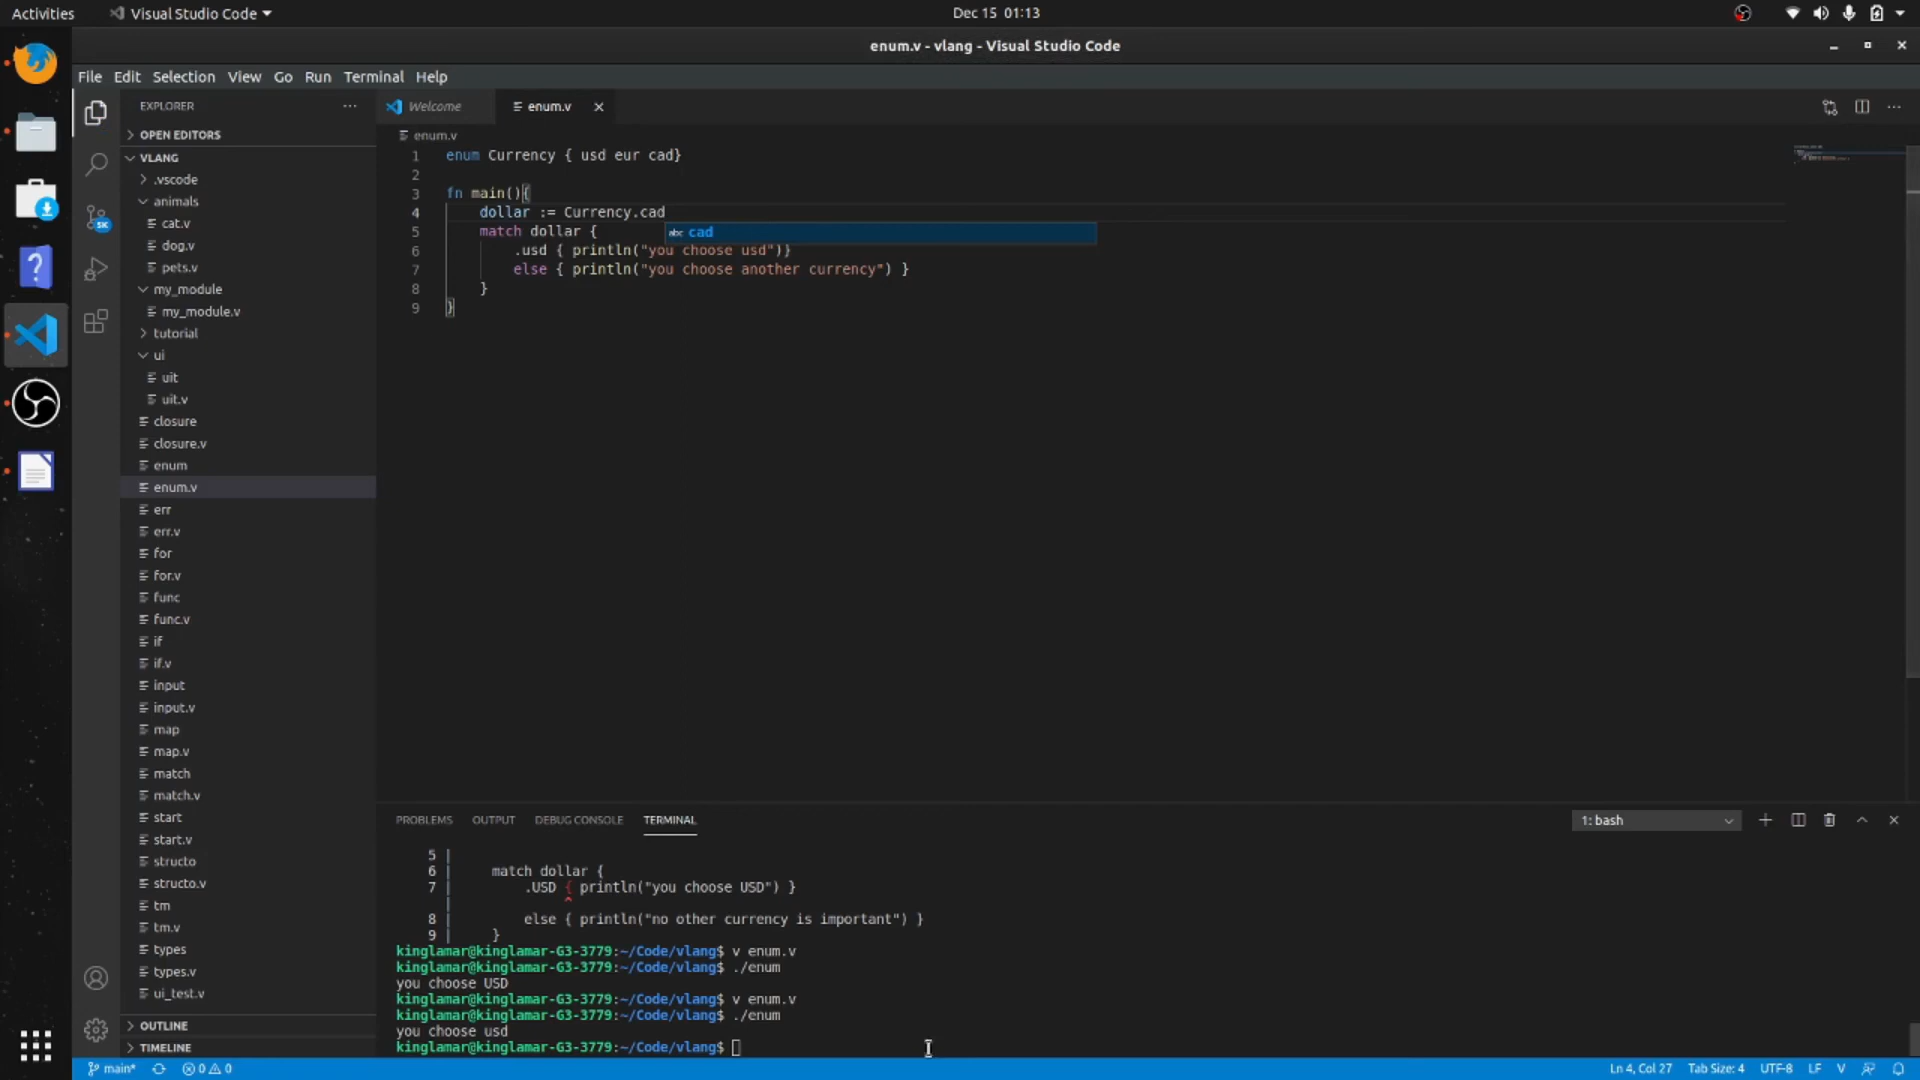 Activities
Visual Studio Code
Dec 15 01:13
enum.v - vlang - Visual Studio Code
File Edit Selection View Go Run Terminal Help
EXPLORER
OPEN EDITORS
VLANG
.vscode
animals
cat.v
dog.v
pets.v
my_module
my_module.v
tutorial
ui
uit
uit.v
closure
closure.v
enum
enum.v
err
err.v
for
for.v
func
func.v
if
if.v
input
input.v
map
map.v
match
match.v
start
start.v
structo
structo.v
tm
tm.v
types
types.v
ui_test.v
OUTLINE
TIMELINE
Welcome
enum.v
enum.v
1 enum Currency { usd eur cad}
2
3 fn main(){
4 dollar := Currency.cad
abc cad
5 match dollar {
6 .usd { println("you choose usd")}
7 else { println("you choose another currency") }
8 }
9 }
PROBLEMS OUTPUT DEBUG CONSOLE TERMINAL
1: bash
5 |
6 | match dollar {
7 | .USD { println("you choose USD") }
| ^
8 | else { println("no other currency is important") }
9 | }
kinglamar@kinglamar-G3-3779:~/Code/vlang$ v enum.v
kinglamar@kinglamar-G3-3779:~/Code/vlang$ ./enum
you choose USD
kinglamar@kinglamar-G3-3779:~/Code/vlang$ v enum.v
kinglamar@kinglamar-G3-3779:~/Code/vlang$ ./enum
you choose usd
kinglamar@kinglamar-G3-3779:~/Code/vlang$
main* 0 0
Ln 4, Col 27 Tab Size: 4 UTF-8 LF V